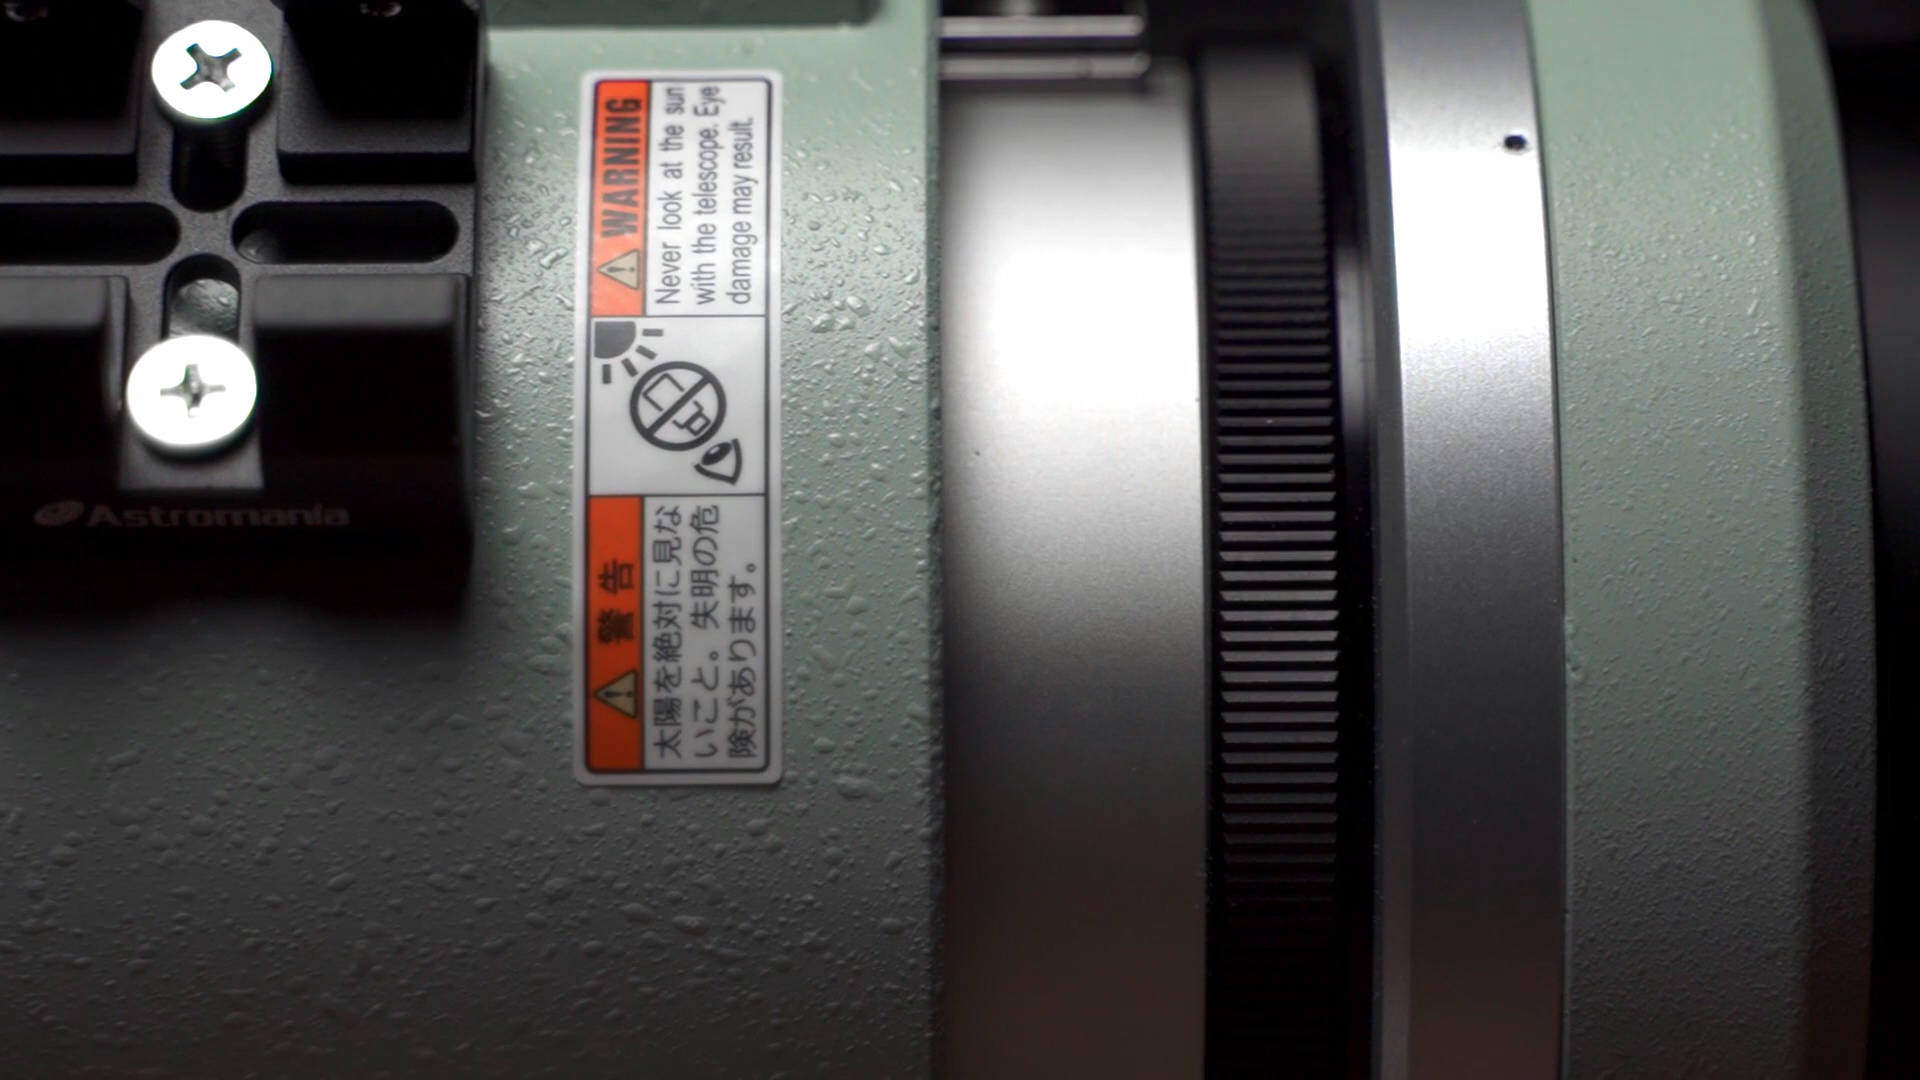 Astromania
⚠ WARNING
Never look at the sun
with the telescope. Eye
damage may result.
⚠ 警告
太陽を絶対に見な
いこと。失明の危
険があります。